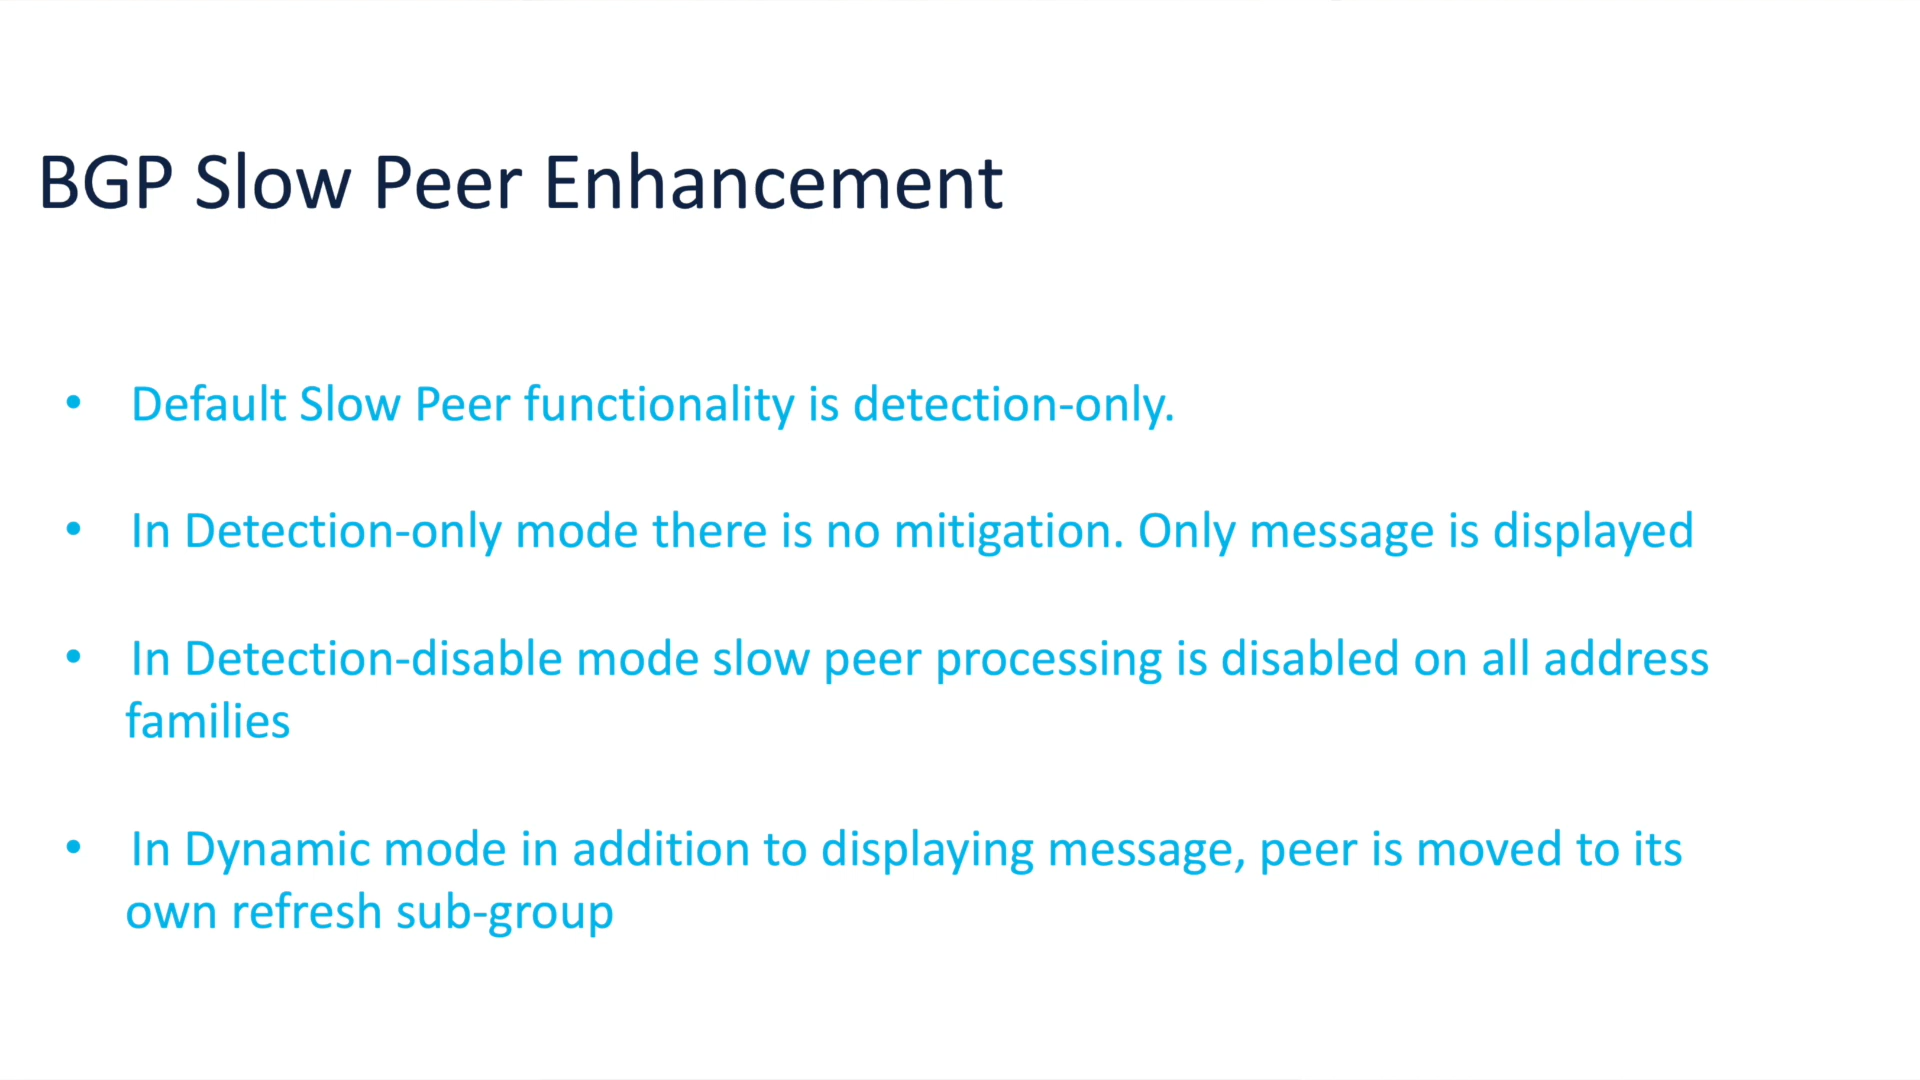 BGP Slow Peer Enhancement
• Default Slow Peer functionality is detection-only.
• In Detection-only mode there is no mitigation. Only message is displayed
• In Detection-disable mode slow peer processing is disabled on all address
families
• In Dynamic mode in addition to displaying message, peer is moved to its
own refresh sub-group